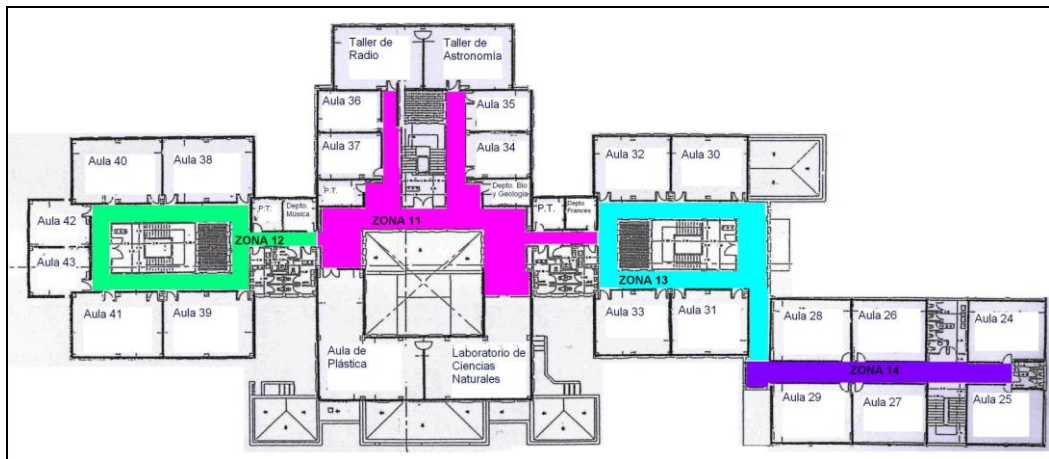 Taller de
Radio
Taller de
Astronomía
Aula 36
Aula 35
Aula 37
Aula 34
Aula 40
Aula 38
Aula 32
Aula 30
P.T.
Depto. Bio
y Geología
Aula 42
P.T.
Depto.
Música
ZONA 11
P.T.
Depto
Frances
ZONA 12
Aula 43
ZONA 13
Aula 41
Aula 39
Aula 33
Aula 31
Aula 28
Aula 26
Aula 24
Aula de
Plástica
Laboratorio de
Ciencias
Naturales
ZONA 14
Aula 29
Aula 27
Aula 25